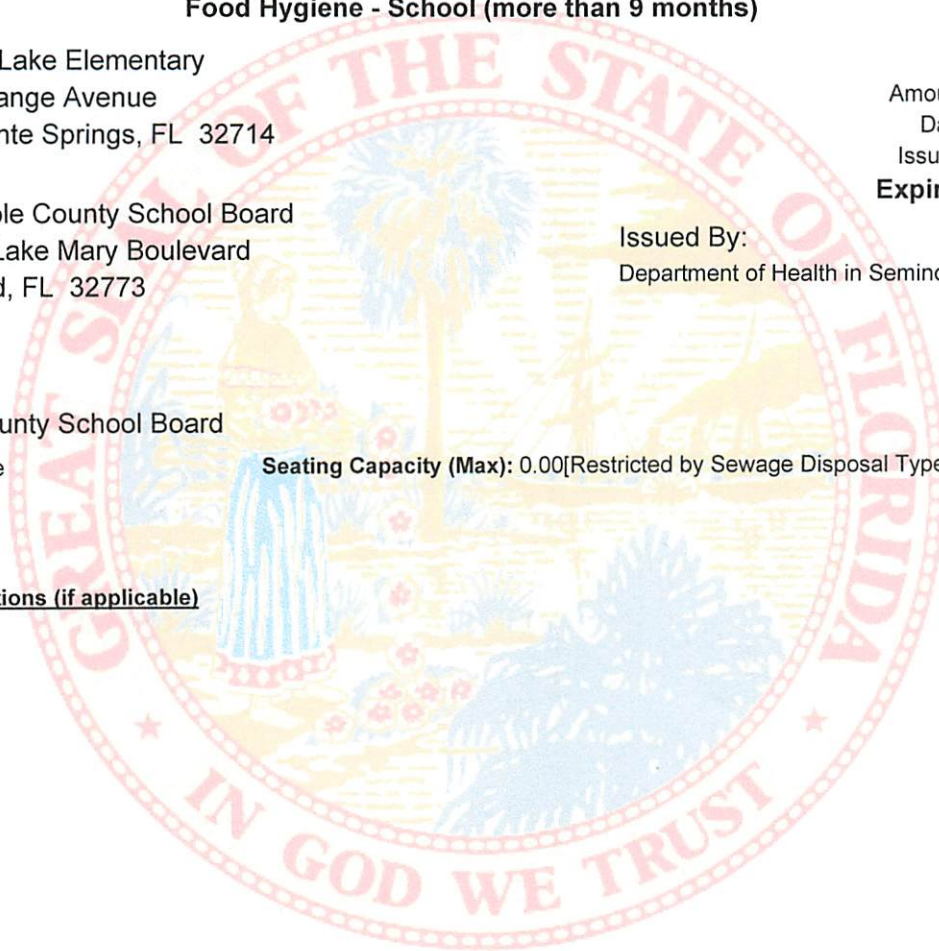 Food Hygiene - School (more than 9 months)
Lake Elementary
ange Avenue
nte Springs, FL 32714
ole County School Board
Lake Mary Boulevard
d, FL 32773
Amou
Da
Issu
Expir
Issued By:
Department of Health in Semino
unty School Board
e
Seating Capacity (Max): 0.00[Restricted by Sewage Disposal Type
tions (if applicable)
GREAT SEAL OF THE STATE OF FLORIDA
IN GOD WE TRUST